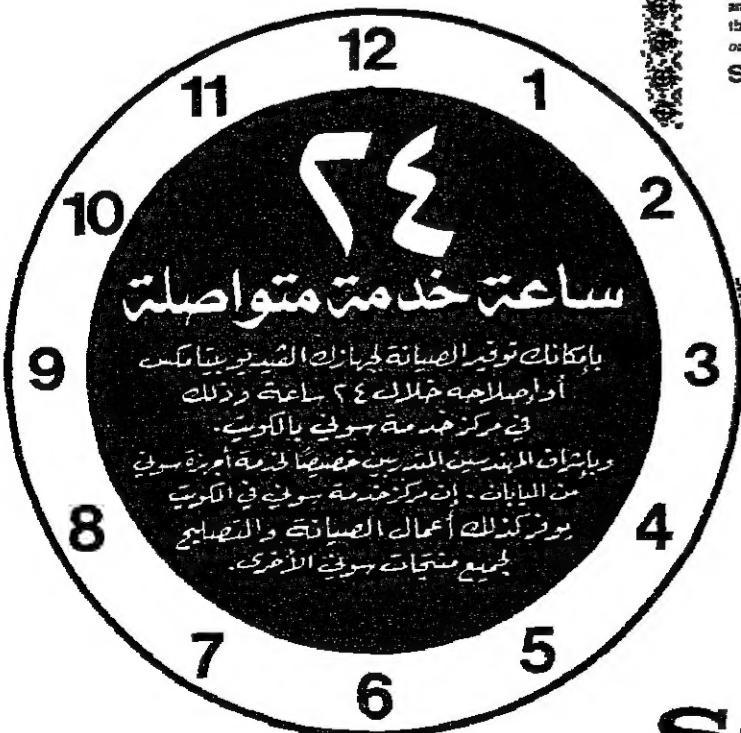 12
11
1
10
2
9
3
8
4
7
5
6
٢٤
ساعة خدمة متواصلة
بإمكانك توفير الصيانة لجهازك الفيديو بيتامكس
أو إصلاحه خلال ٢٤ ساعة وذلك
في مركز خدمة سوني بالكويت.
وبإشراف المهندسين المتدربين خصيصًا لخدمة أجهزة سوني
من اليابان. إن مركز خدمة سوني في الكويت
يوفر كذلك أعمال الصيانة والتصليح
لجميع منتجات سوني الأخرى.